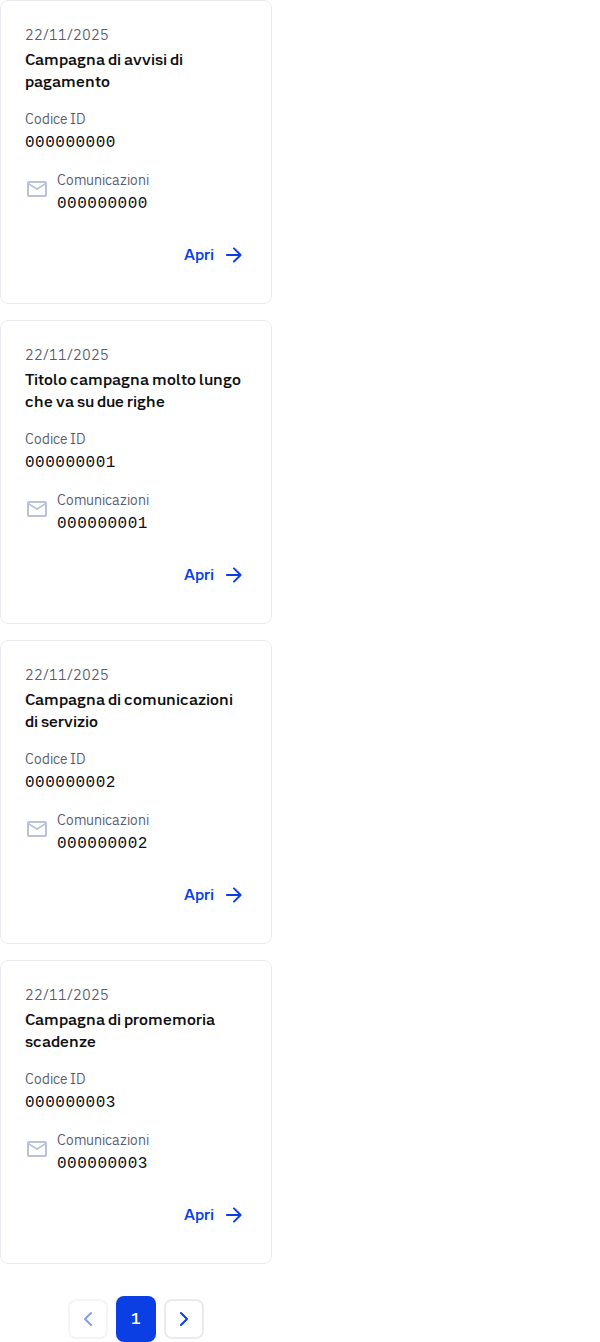 22/11/2025
Campagna di avvisi di
pagamento
Codice ID
000000000
Comunicazioni
000000000
Apri
22/11/2025
Titolo campagna molto lungo
che va su due righe
Codice ID
000000001
Comunicazioni
000000001
Apri
22/11/2025
Campagna di comunicazioni
di servizio
Codice ID
000000002
Comunicazioni
000000002
Apri
22/11/2025
Campagna di promemoria
scadenze
Codice ID
000000003
Comunicazioni
000000003
Apri
1